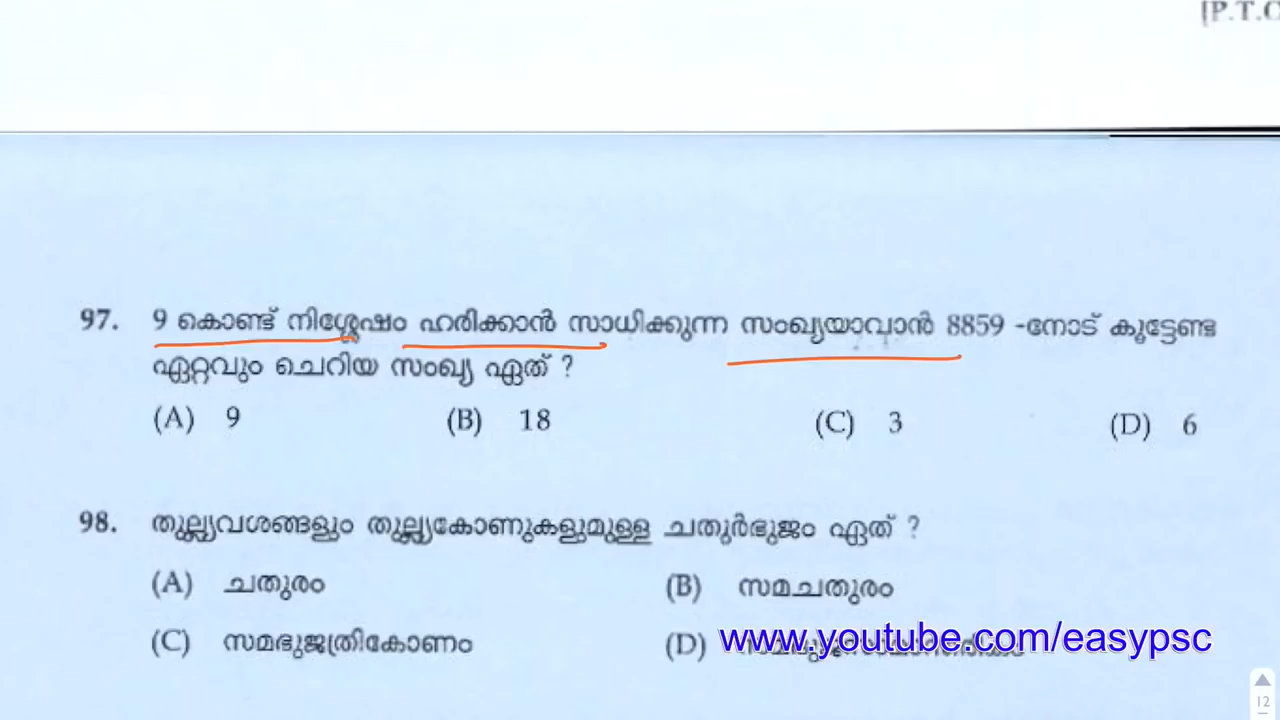 [P.T.O
97. 9 കൊണ്ട് നിശ്ശേഷം ഹരിക്കാൻ സാധിക്കുന്ന സംഖ്യയാവാൻ 8859 -നോട് കൂട്ടേണ്ട
ഏറ്റവും ചെറിയ സംഖ്യ ഏത് ?
(A) 9 (B) 18 (C) 3 (D) 6
98. തുല്ല്യവശങ്ങളും തുല്ല്യകോണുകളുമുള്ള ചതുർഭുജം ഏത് ?
(A) ചതുരം (B) സമചതുരം
(C) സമഭുജത്രികോണം (D)
www.youtube.com/easypsc
12